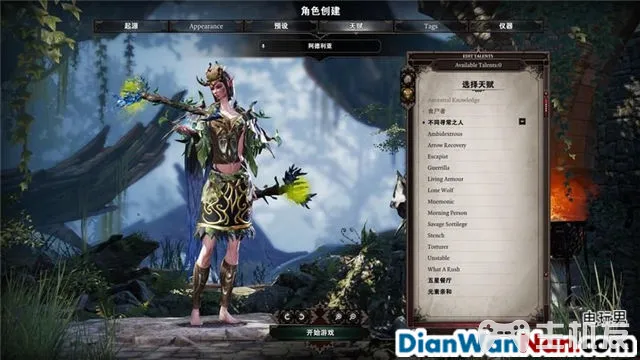 角色创建
起源
Appearance
预设
天赋
Tags
仪器
阿德利亚
EDIT TALENTS
Available Talents:0
选择天赋
Ancestral Knowledge
食尸者
不同寻常之人
Ambidextrous
Arrow Recovery
Escapist
Guerrilla
Living Armour
Lone Wolf
Mnemonic
Morning Person
Savage Sortilege
Stench
Torturer
Unstable
What A Rush
五星餐厅
元素亲和
开始游戏
电玩男
DianWanNan.com